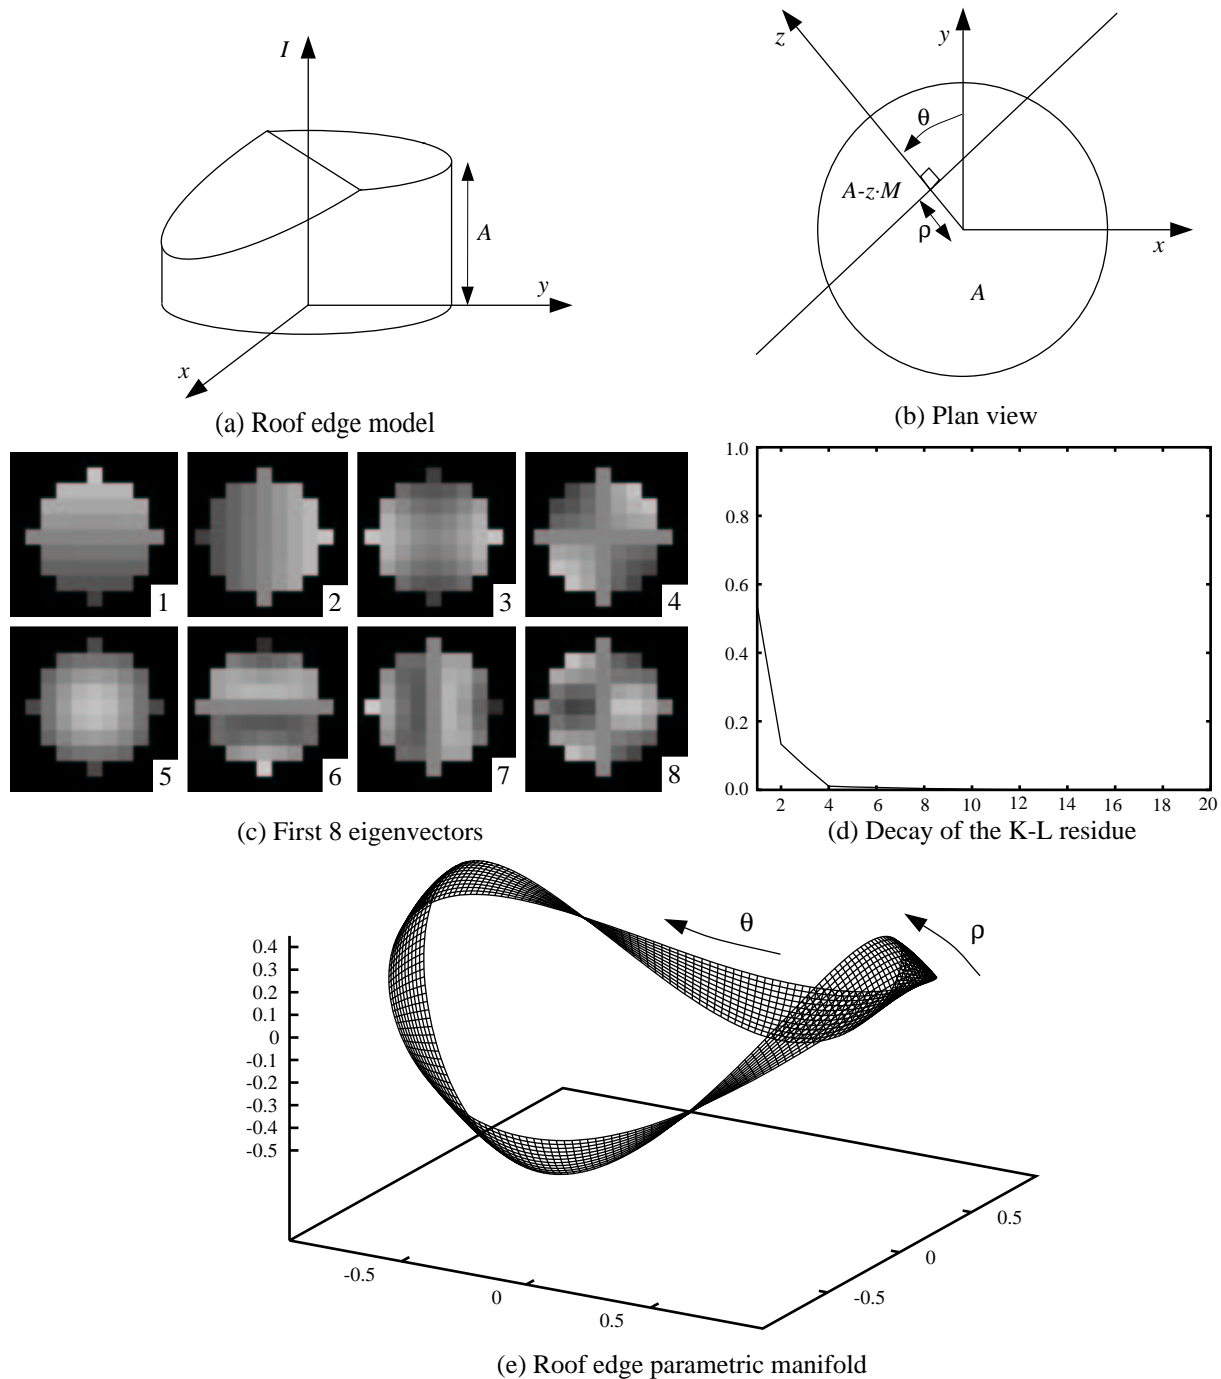 I
A
y
x
(a) Roof edge model
z
y
θ
A-z·M
ρ
x
A
(b) Plan view
1
2
3
4
5
6
7
8
(c) First 8 eigenvectors
1.0
0.8
0.6
0.4
0.2
0.0
2 4 6 8 10 12 14 16 18 20
(d) Decay of the K-L residue
θ
ρ
0.4
0.3
0.2
0.1
0
-0.1
-0.2
-0.3
-0.4
-0.5
-0.5
0
0.5
-0.5
0
0.5
(e) Roof edge parametric manifold